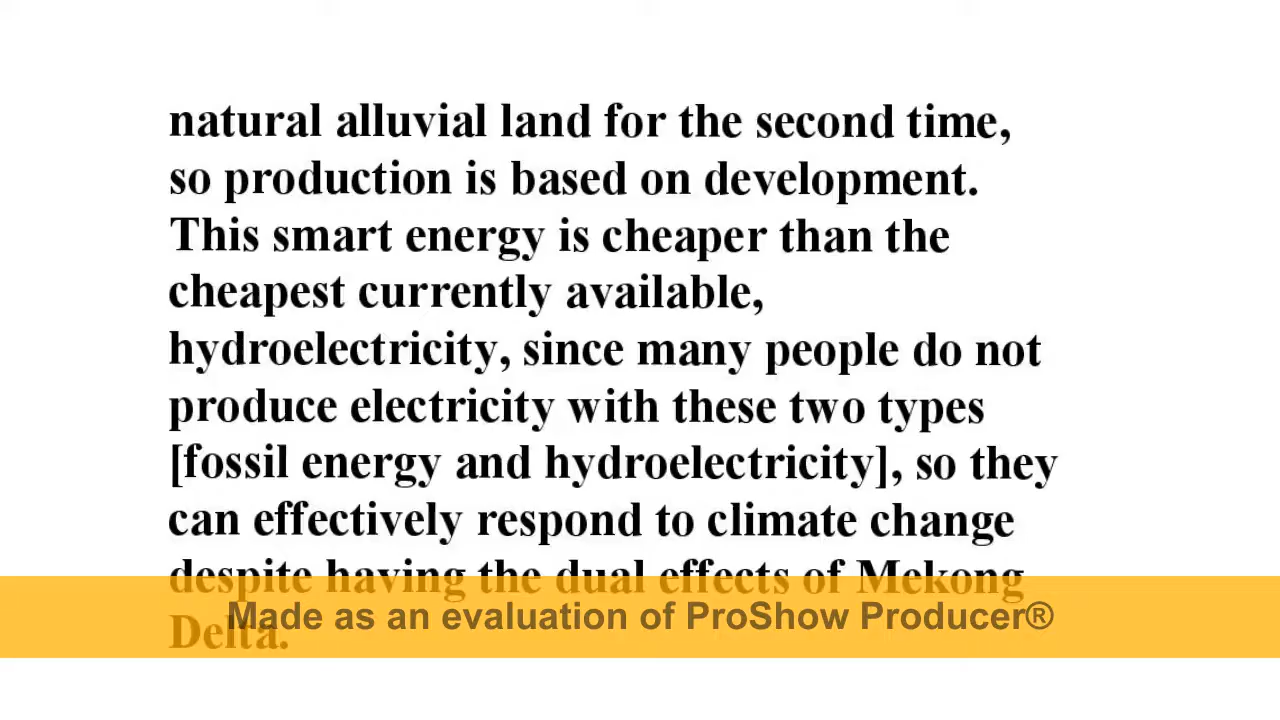 natural alluvial land for the second time,
so production is based on development.
This smart energy is cheaper than the
cheapest currently available,
hydroelectricity, since many people do not
produce electricity with these two types
[fossil energy and hydroelectricity], so they
can effectively respond to climate change
despite having the dual effects of Mekong
Made as an evaluation of ProShow Producer®
Delta.